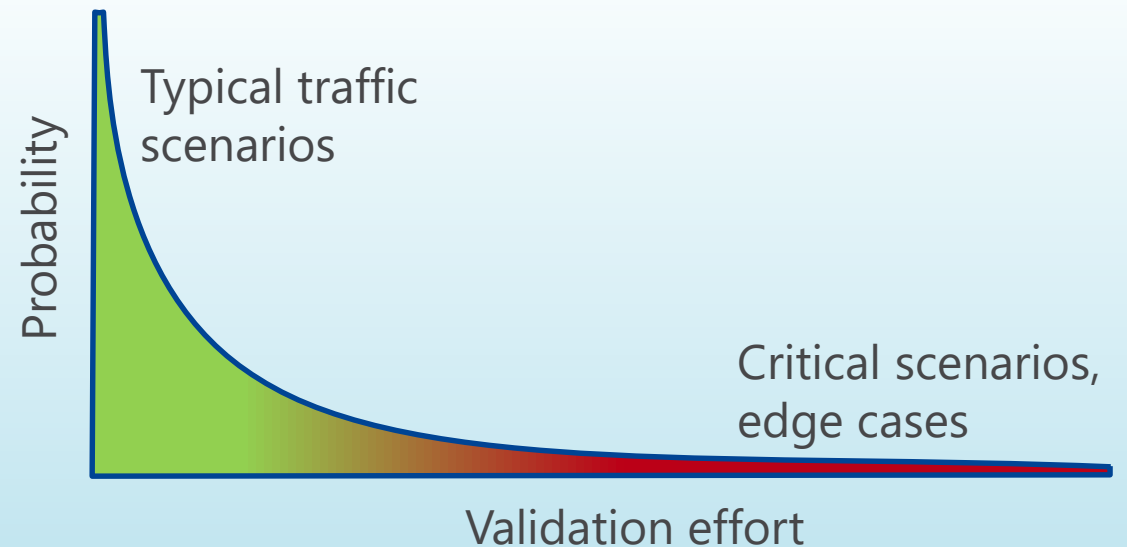 Typical traffic
scenarios
Probability
Critical scenarios,
edge cases
Validation effort